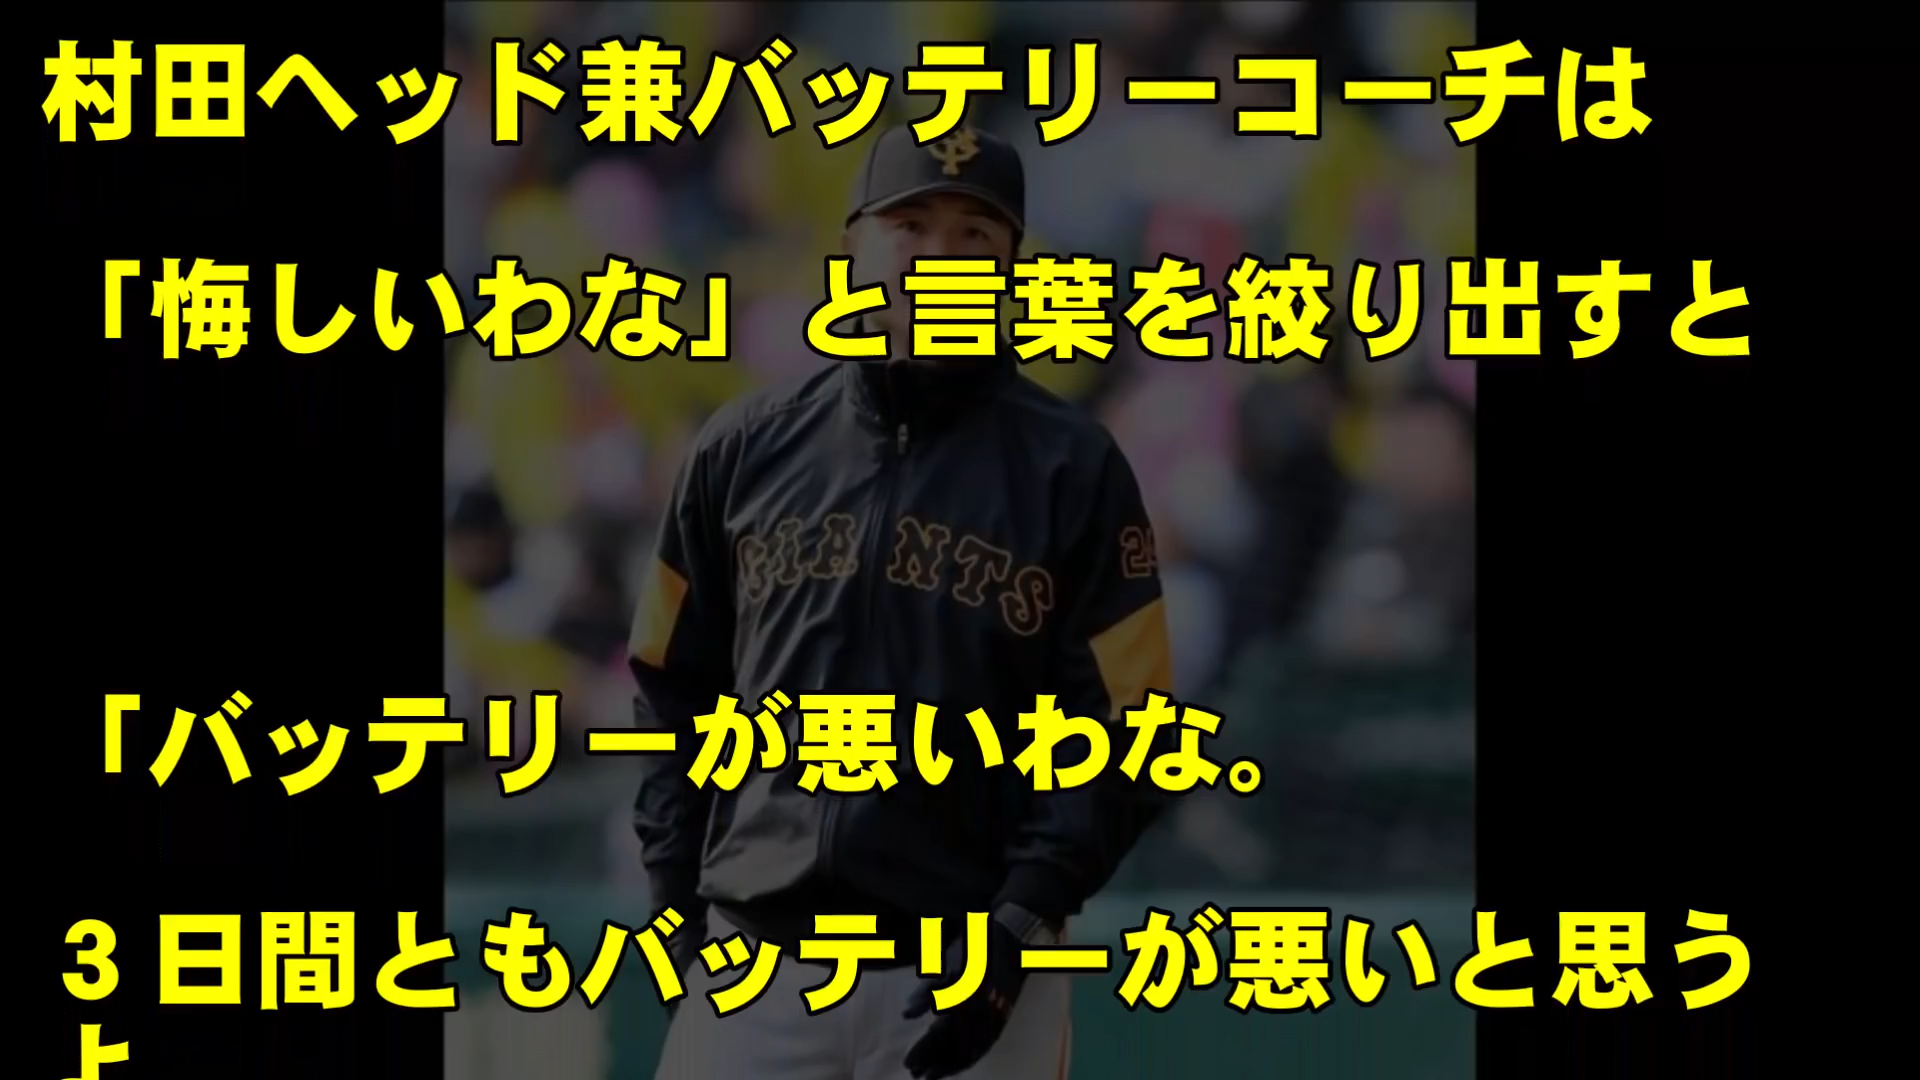 村田ヘッド兼バッテリーコーチは
「悔しいわな」と言葉を絞り出すと
「バッテリーが悪いわな。
３日間ともバッテリーが悪いと思う
よ
GIANTS